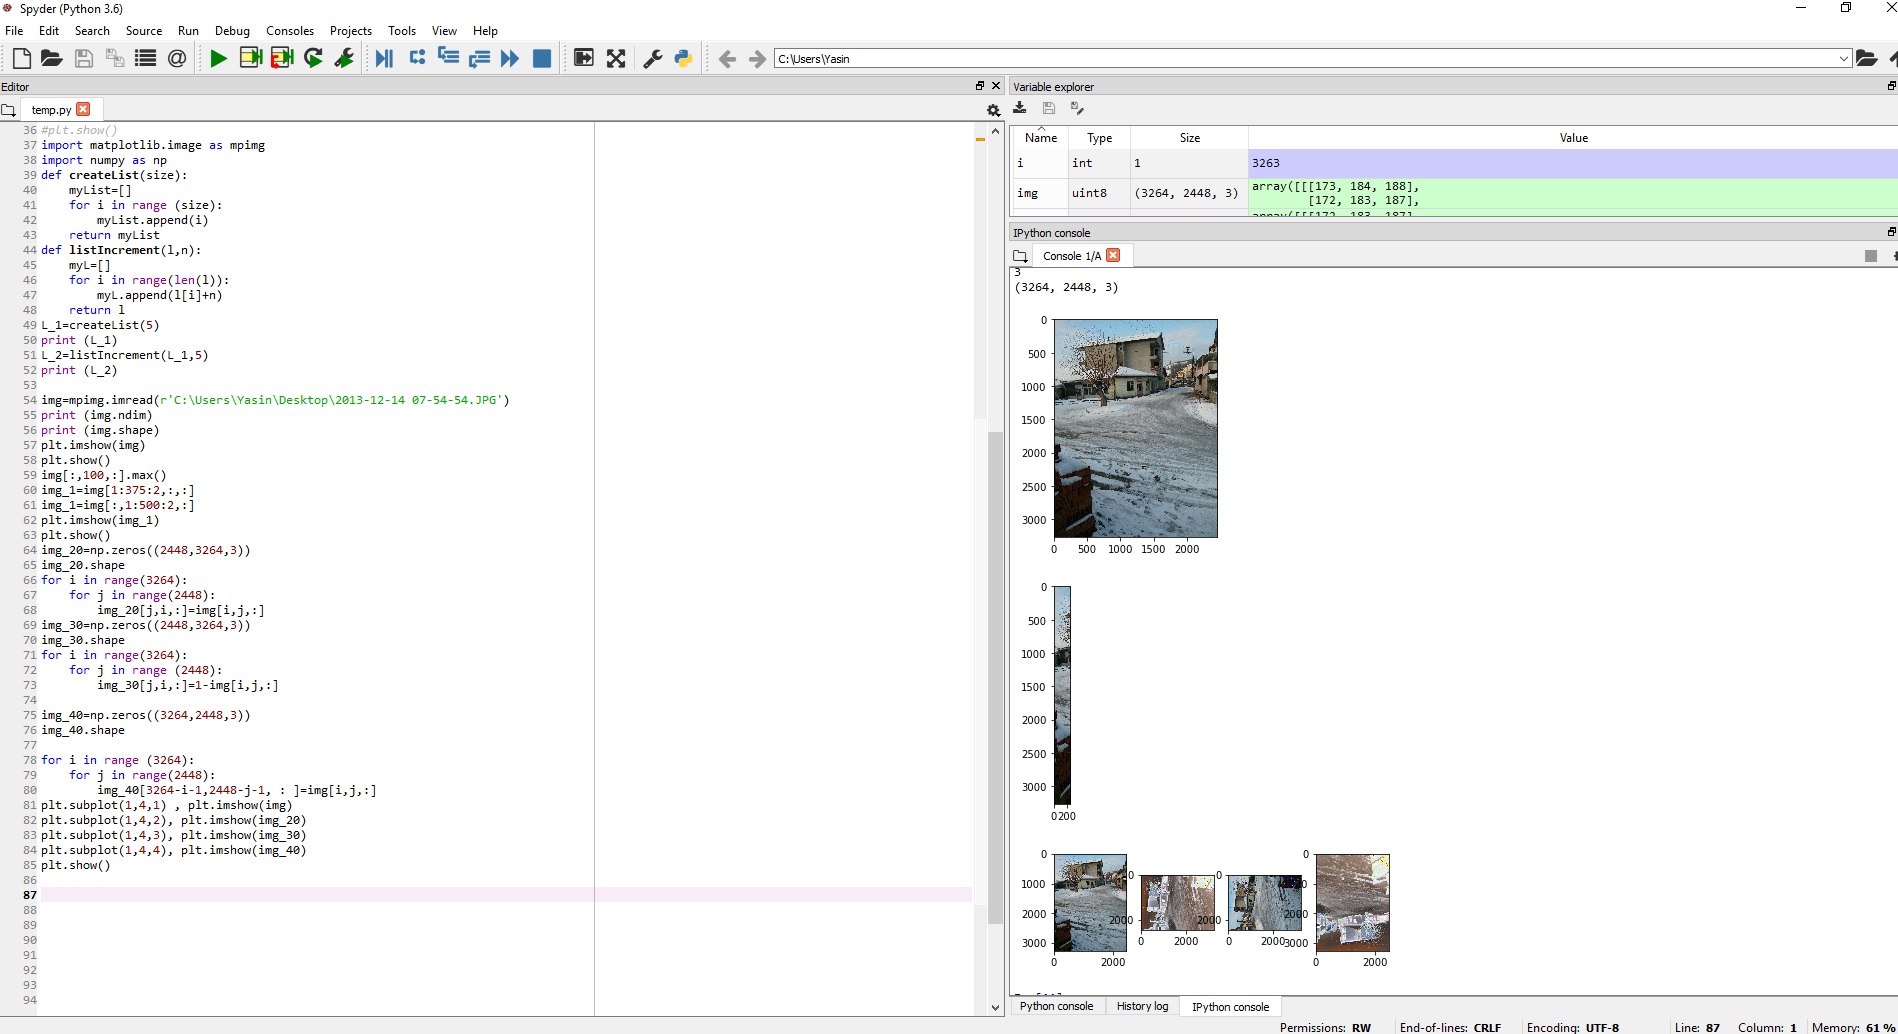 Spyder (Python 3.6)
File Edit Search Source Run Debug Consoles Projects Tools View Help
C:\Users\Yasin
Editor
temp.py
36 #plt.show()
37 import matplotlib.image as mpimg
38 import numpy as np
39 def createList(size):
40     myList=[]
41     for i in range (size):
42         myList.append(i)
43     return myList
44 def listIncrement(l,n):
45     myL=[]
46     for i in range(len(l)):
47         myL.append(l[i]+n)
48     return l
49 L_1=createList(5)
50 print (L_1)
51 L_2=listIncrement(L_1,5)
52 print (L_2)
53
54 img=mpimg.imread(r'C:\Users\Yasin\Desktop\2013-12-14 07-54-54.JPG')
55 print (img.ndim)
56 print (img.shape)
57 plt.imshow(img)
58 plt.show()
59 img[:,100,:].max()
60 img_1=img[1:375:2,:,:]
61 img_1=img[:,1:500:2,:]
62 plt.imshow(img_1)
63 plt.show()
64 img_20=np.zeros((2448,3264,3))
65 img_20.shape
66 for i in range(3264):
67     for j in range(2448):
68         img_20[j,i,:]=img[i,j,:]
69 img_30=np.zeros((2448,3264,3))
70 img_30.shape
71 for i in range(3264):
72     for j in range (2448):
73         img_30[j,i,:]=1-img[i,j,:]
74
75 img_40=np.zeros((3264,2448,3))
76 img_40.shape
77
78 for i in range (3264):
79     for j in range(2448):
80         img_40[3264-i-1,2448-j-1, : ]=img[i,j,:]
81 plt.subplot(1,4,1) , plt.imshow(img)
82 plt.subplot(1,4,2), plt.imshow(img_20)
83 plt.subplot(1,4,3), plt.imshow(img_30)
84 plt.subplot(1,4,4), plt.imshow(img_40)
85 plt.show()
86
87
88
89
90
91
92
93
94
Variable explorer
Name Type Size Value
i int 1 3263
img uint8 (3264, 2448, 3) array([[[173, 184, 188],
[172, 183, 187],
array([[[172, 183, 187],
IPython console
Console 1/A
3
(3264, 2448, 3)
0
500
1000
1500
2000
2500
3000
0 500 1000 1500 2000
0
500
1000
1500
2000
2500
3000
0 200
0
1000
2000
3000
0 2000
0
2000
0 2000
0
2000
0 2000
0
1000
2000
3000
0 2000
Python console History log IPython console
Permissions: RW End-of-lines: CRLF Encoding: UTF-8 Line: 87 Column: 1 Memory: 61 %